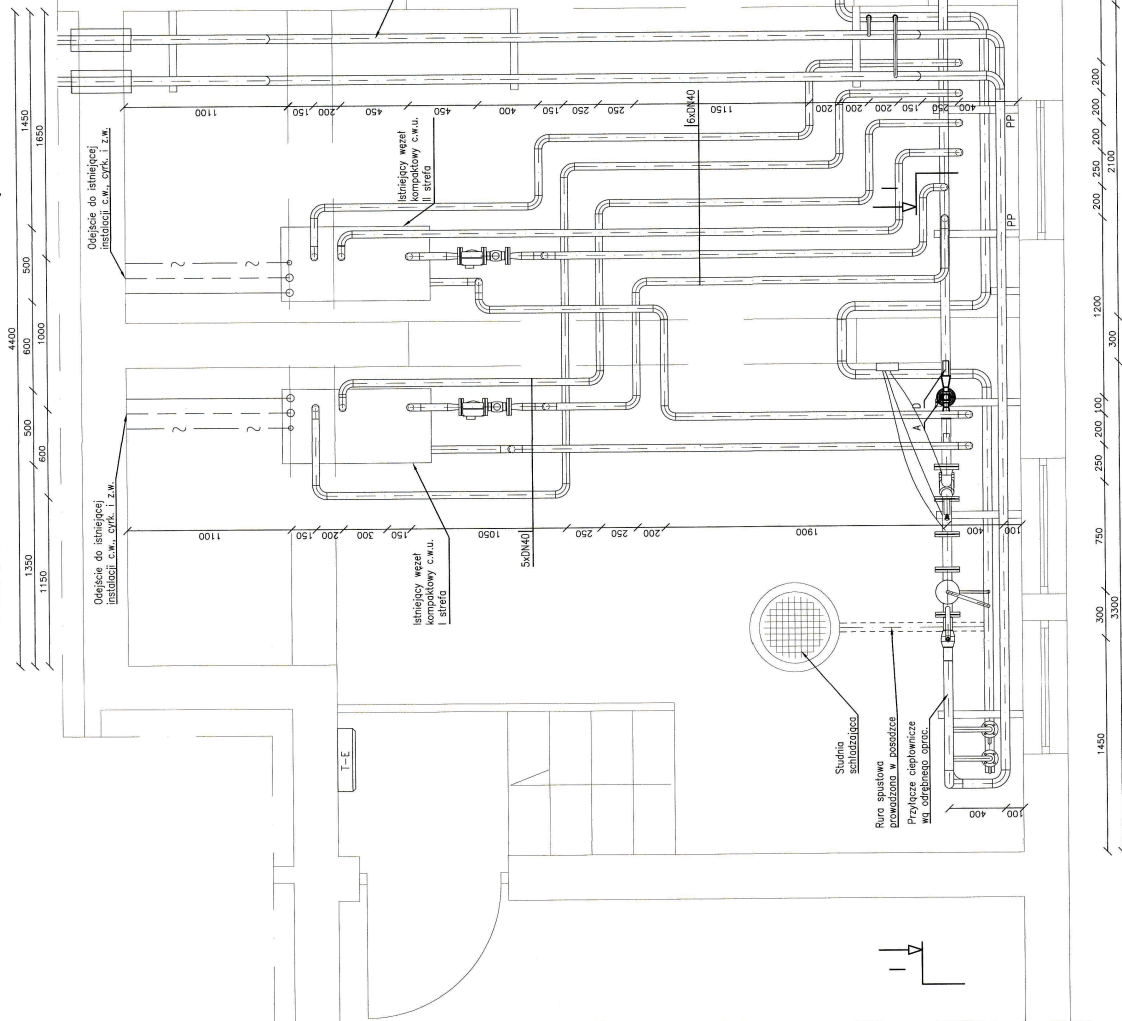 4400
1450
500
600
500
1350
1650
1000
600
1150
Odejście do istniejącej
instalacji c.w., cyrk. i z.w.
Odejście do istniejącej
instalacji c.w., cyrk. i z.w.
Istniejący węzeł
kompaktowy c.w.u.
II strefa
Istniejący węzeł
kompaktowy c.w.u.
I strefa
1100
150
200
450
450
400
150
250
250
1150
200
200
200
150
250
400
6xDN40
1100
150
200
300
150
1050
250
250
200
1900
400
100
5xDN40
PP
PP
I
A
Studnia
schładzająca
Rura spustowa
prowadzona w posadzce
Przyłącze ciepłownicze
wg odrębnego oprac.
T-E
400
100
I
200
200
200
250
200
1200
100
200
250
750
300
1450
2100
300
3300